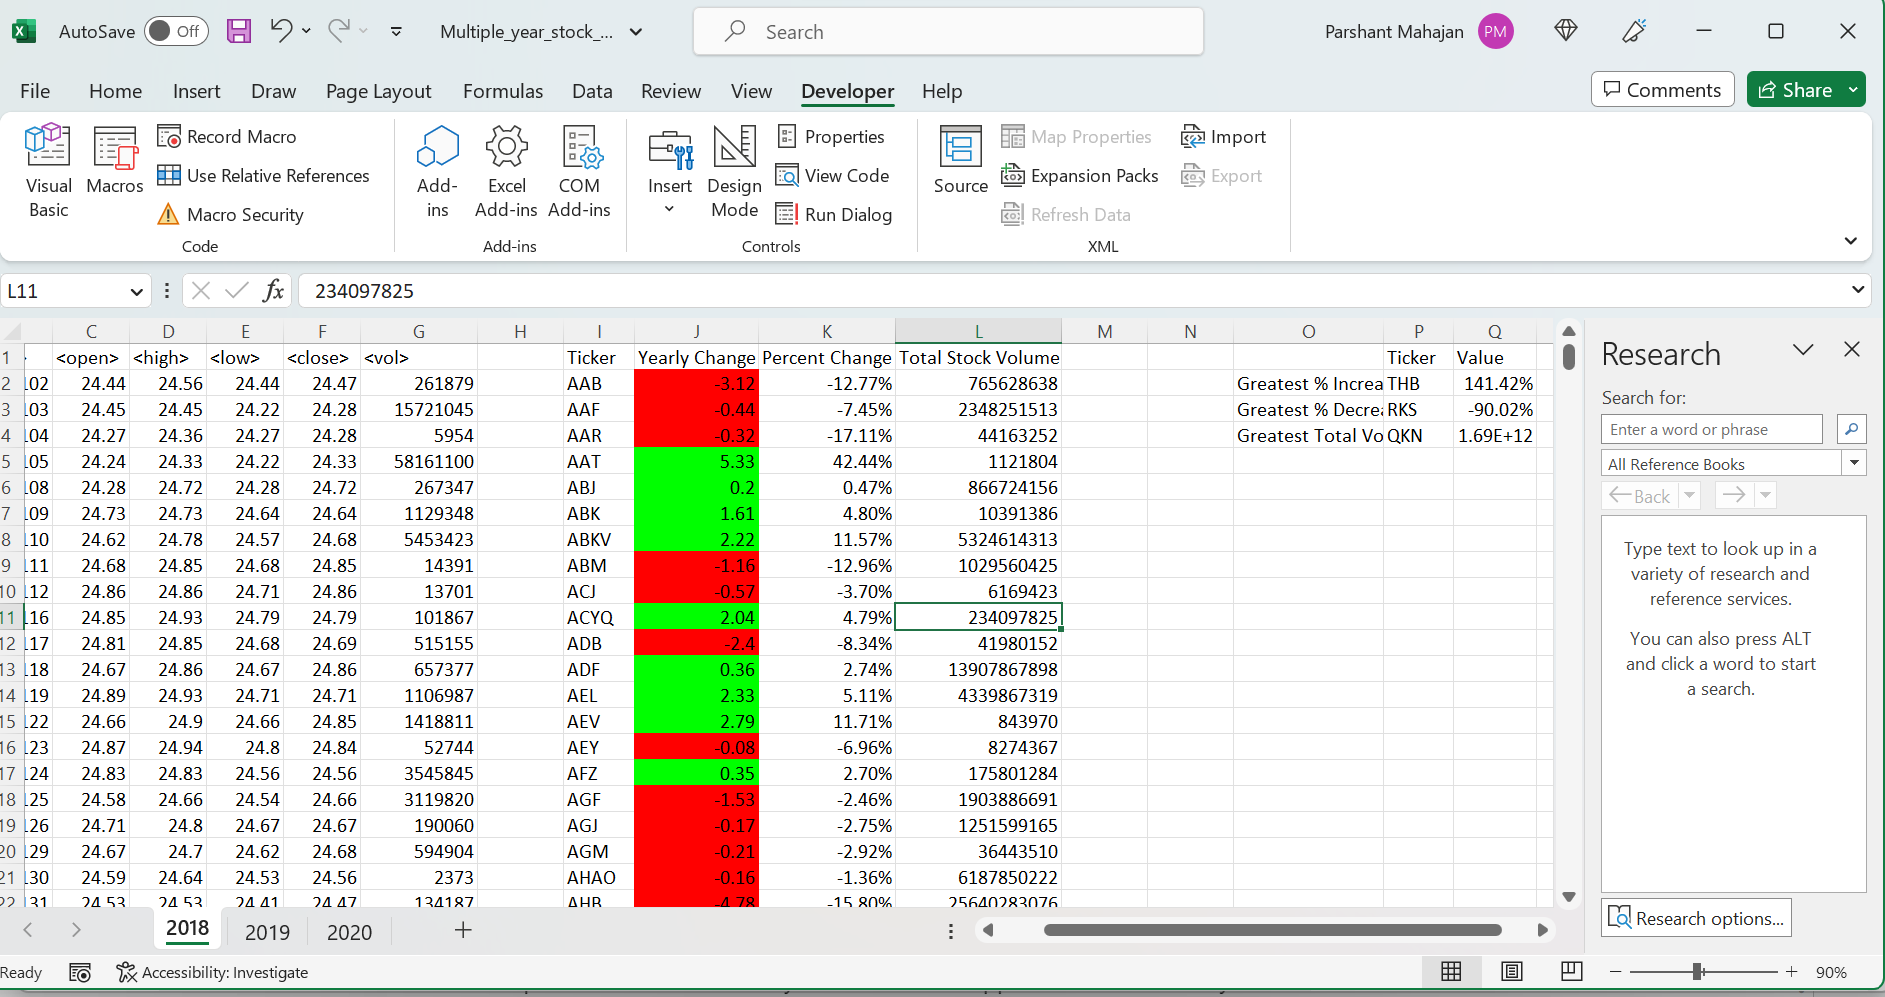 AutoSave Off Multiple_year_stock_... Search Parshant Mahajan PM
File Home Insert Draw Page Layout Formulas Data Review View Developer Help Comments Share
Visual Basic
Macros
Record Macro
Use Relative References
Macro Security
Code
Add-ins
Excel Add-ins
COM Add-ins
Add-ins
Insert
Design Mode
Properties
View Code
Run Dialog
Controls
Source
Map Properties
Expansion Packs
Refresh Data
Import
Export
XML
L11 fx 234097825
C D E F G H I J K L M N O P Q
1 <open> <high> <low> <close> <vol> Ticker Yearly Change Percent Change Total Stock Volume Ticker Value
2 102 24.44 24.56 24.44 24.47 261879 AAB -3.12 -12.77% 765628638 Greatest % Increa THB 141.42%
3 103 24.45 24.45 24.22 24.28 15721045 AAF -0.44 -7.45% 2348251513 Greatest % Decre RKS -90.02%
4 104 24.27 24.36 24.27 24.28 5954 AAR -0.32 -17.11% 44163252 Greatest Total Vo QKN 1.69E+12
5 105 24.24 24.33 24.22 24.33 58161100 AAT 5.33 42.44% 1121804
6 108 24.28 24.72 24.28 24.72 267347 ABJ 0.2 0.47% 866724156
7 109 24.73 24.73 24.64 24.64 1129348 ABK 1.61 4.80% 10391386
8 110 24.62 24.78 24.57 24.68 5453423 ABKV 2.22 11.57% 5324614313
9 111 24.68 24.85 24.68 24.85 14391 ABM -1.16 -12.96% 1029560425
10 112 24.86 24.86 24.71 24.86 13701 ACJ -0.57 -3.70% 6169423
11 116 24.85 24.93 24.79 24.79 101867 ACYQ 2.04 4.79% 234097825
12 117 24.81 24.85 24.68 24.69 515155 ADB -2.4 -8.34% 41980152
13 118 24.67 24.86 24.67 24.86 657377 ADF 0.36 2.74% 13907867898
14 119 24.89 24.93 24.71 24.71 1106987 AEL 2.33 5.11% 4339867319
15 122 24.66 24.9 24.66 24.85 1418811 AEV 2.79 11.71% 843970
16 123 24.87 24.94 24.8 24.84 52744 AEY -0.08 -6.96% 8274367
17 124 24.83 24.83 24.56 24.56 3545845 AFZ 0.35 2.70% 175801284
18 125 24.58 24.66 24.54 24.66 3119820 AGF -1.53 -2.46% 1903886691
19 126 24.71 24.8 24.67 24.67 190060 AGJ -0.17 -2.75% 1251599165
20 129 24.67 24.7 24.62 24.68 594904 AGM -0.21 -2.92% 36443510
21 130 24.59 24.64 24.53 24.56 2373 AHAO -0.16 -1.36% 6187850222
22 131 24.53 24.53 24.41 24.47 134187 AHB -4.78 -15.80% 25640283076
Research
Search for:
Enter a word or phrase
All Reference Books
Back
Type text to look up in a
variety of research and
reference services.
You can also press ALT
and click a word to start
a search.
Research options...
2018 2019 2020
Ready Accessibility: Investigate 90%